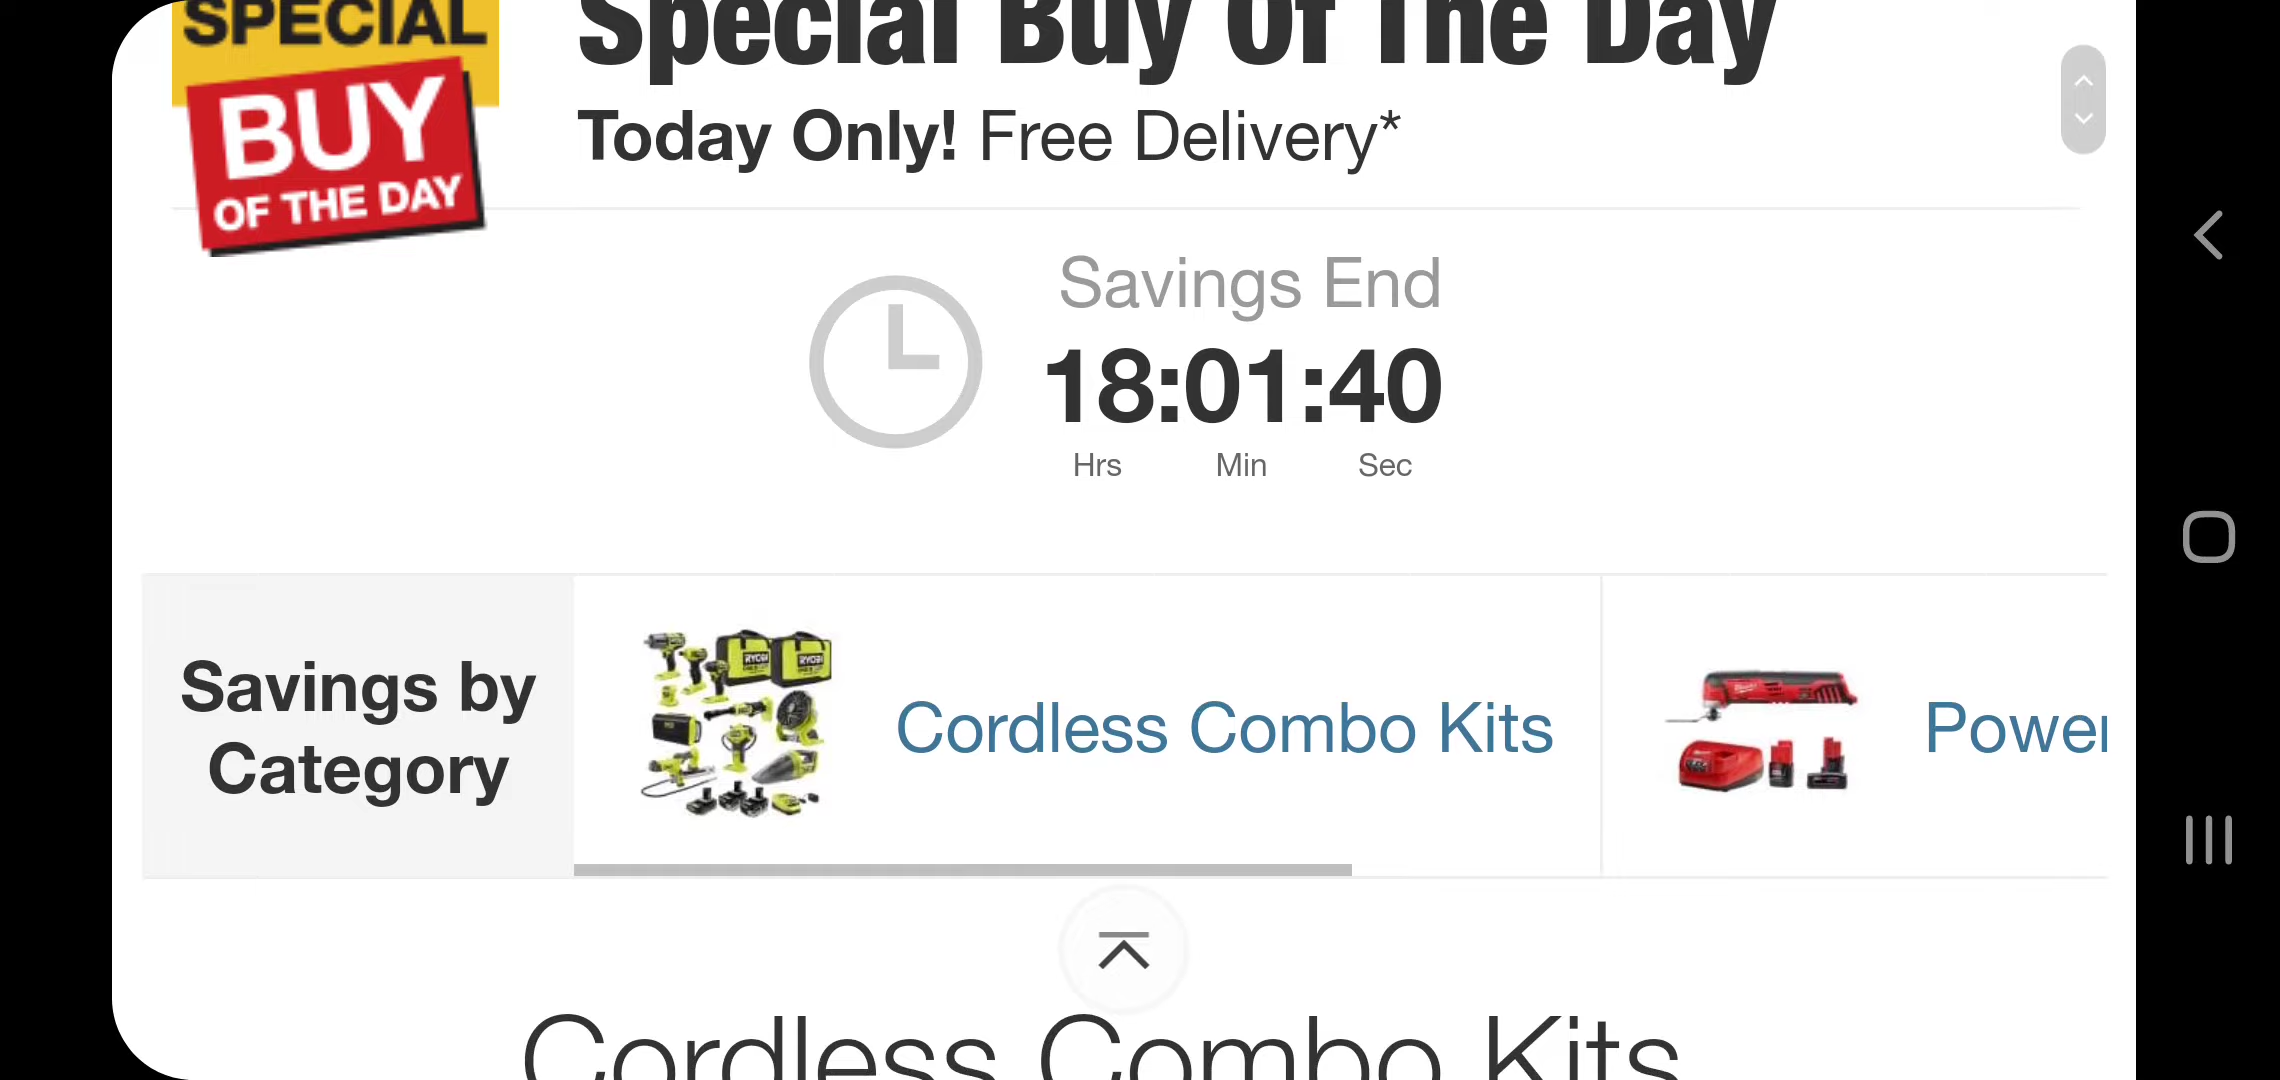 SPECIAL
BUY
OF THE DAY
Special Buy Of The Day
Today Only! Free Delivery*
Savings End
18:01:40
Hrs Min Sec
Savings by
Category
RYOBI RYOBI
Cordless Combo Kits
Power
Cordless Combo Kits